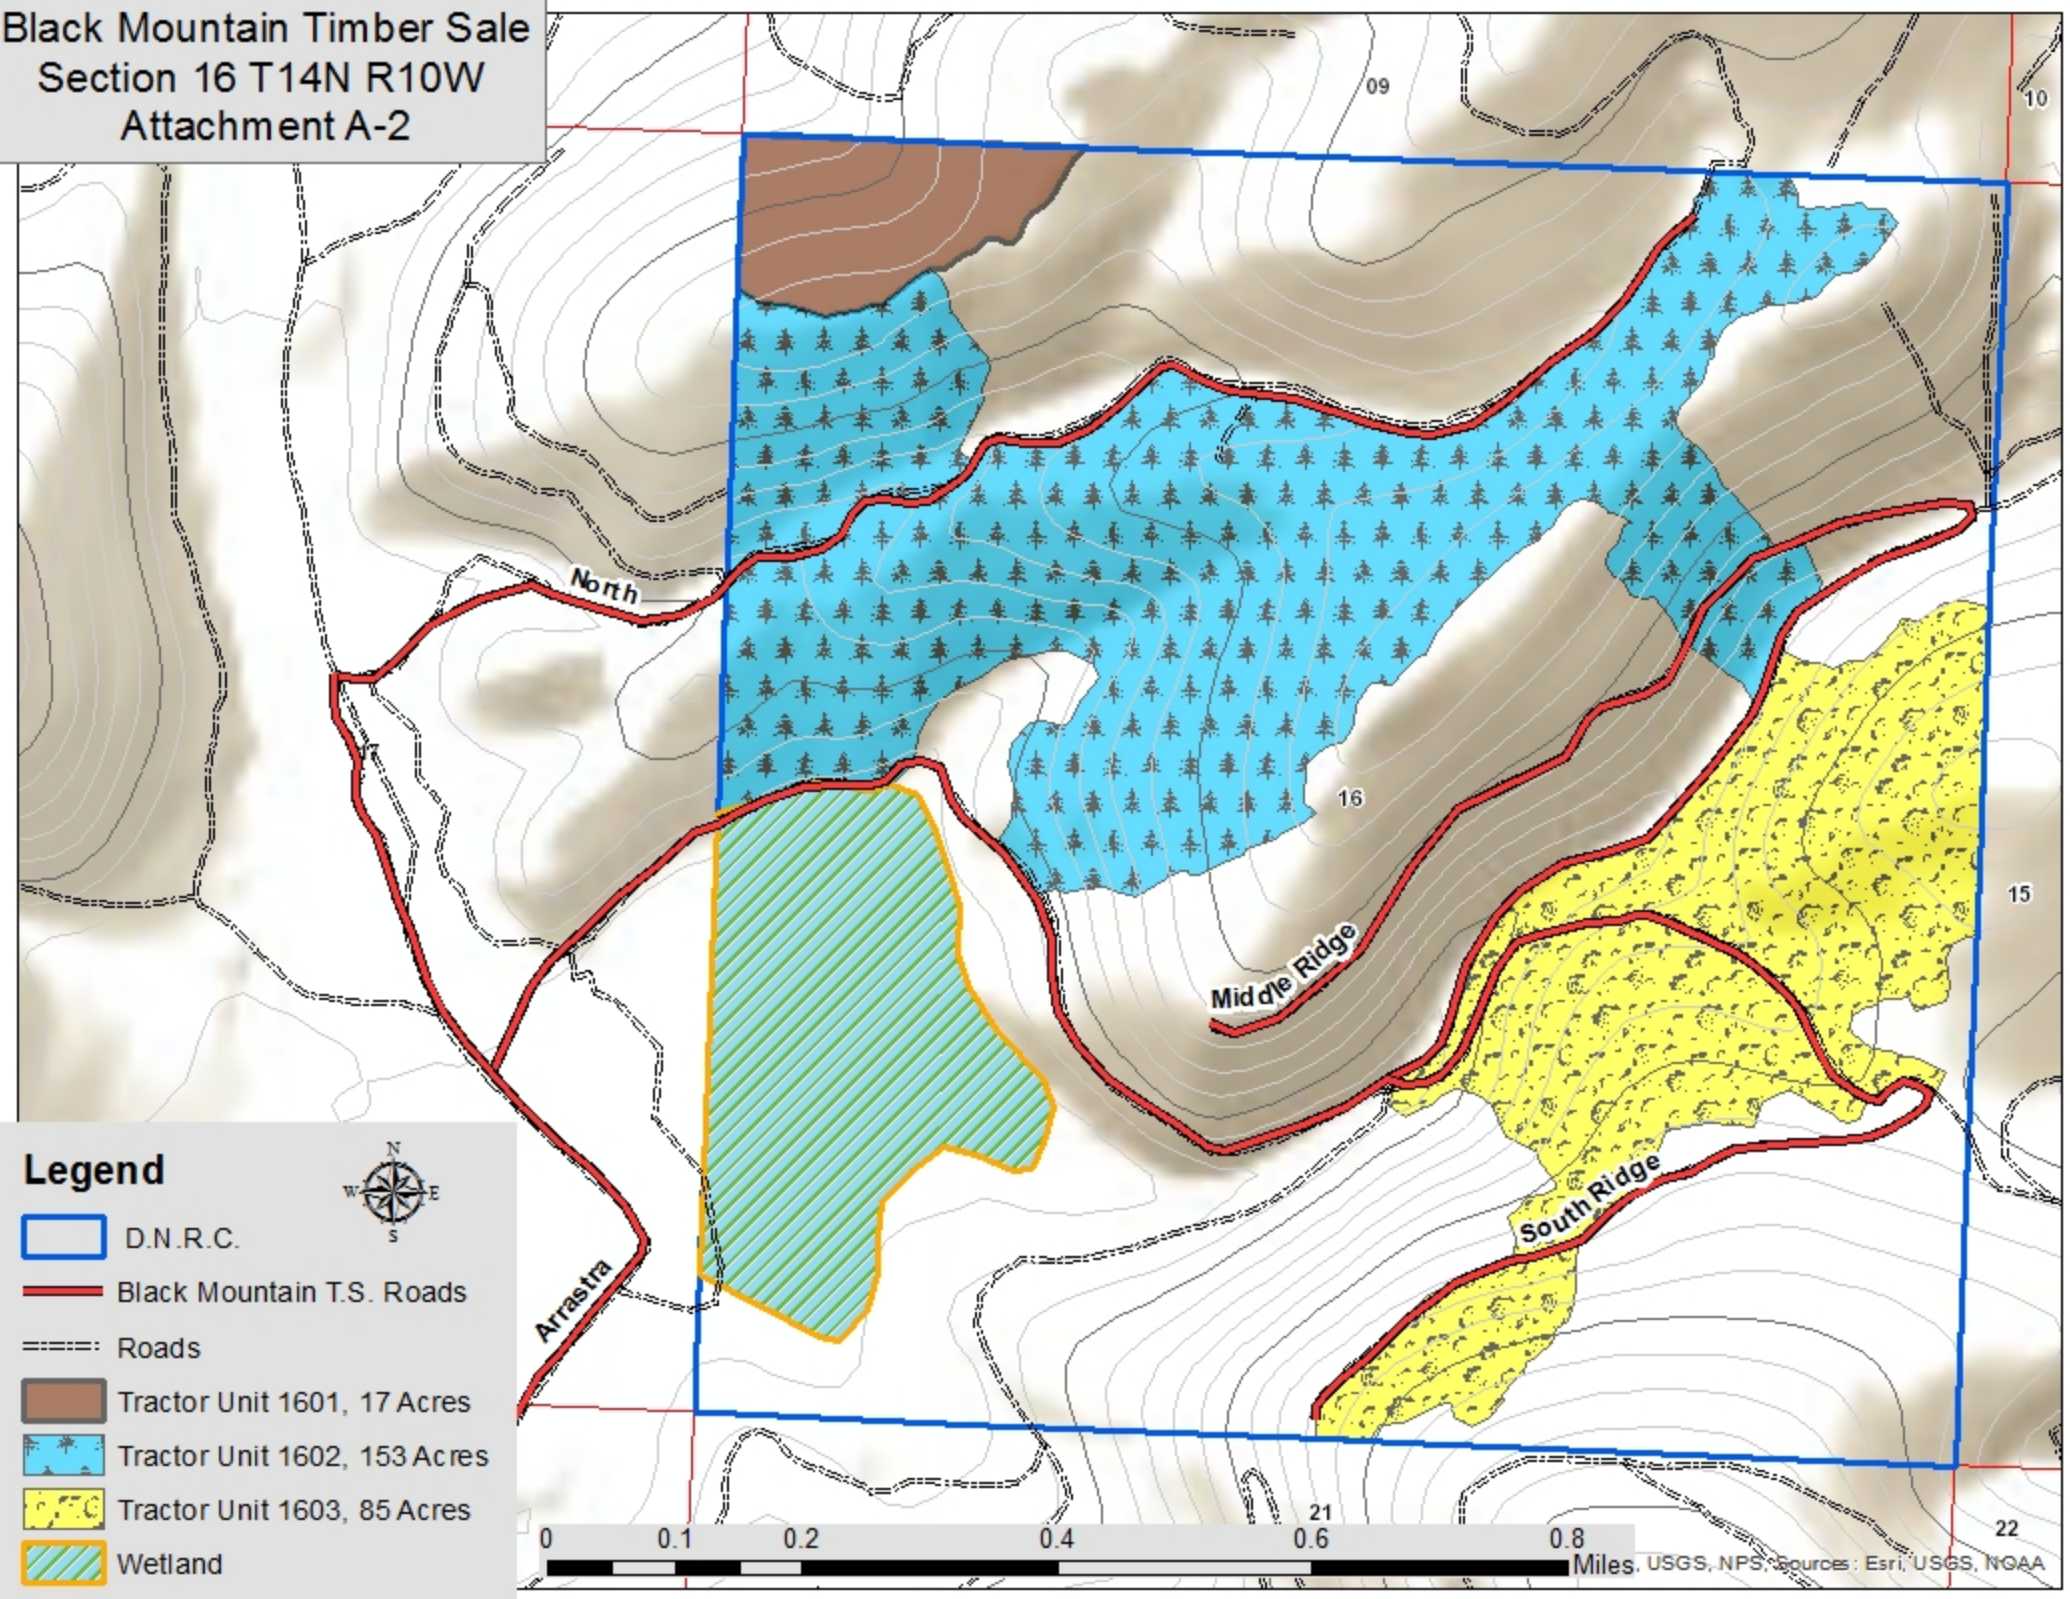 Black Mountain Timber Sale
Section 16 T14N R10W
Attachment A-2
09
10
North
17
16
15
Middle Ridge
South Ridge
Arrastra
21
22
Legend
N
W E
S
D.N.R.C.
Black Mountain T.S. Roads
Roads
Tractor Unit 1601, 17 Acres
Tractor Unit 1602, 153 Acres
Tractor Unit 1603, 85 Acres
Wetland
0 0.1 0.2 0.4 0.6 0.8
Miles, USGS, NPS, Sources: Esri, USGS, NOAA